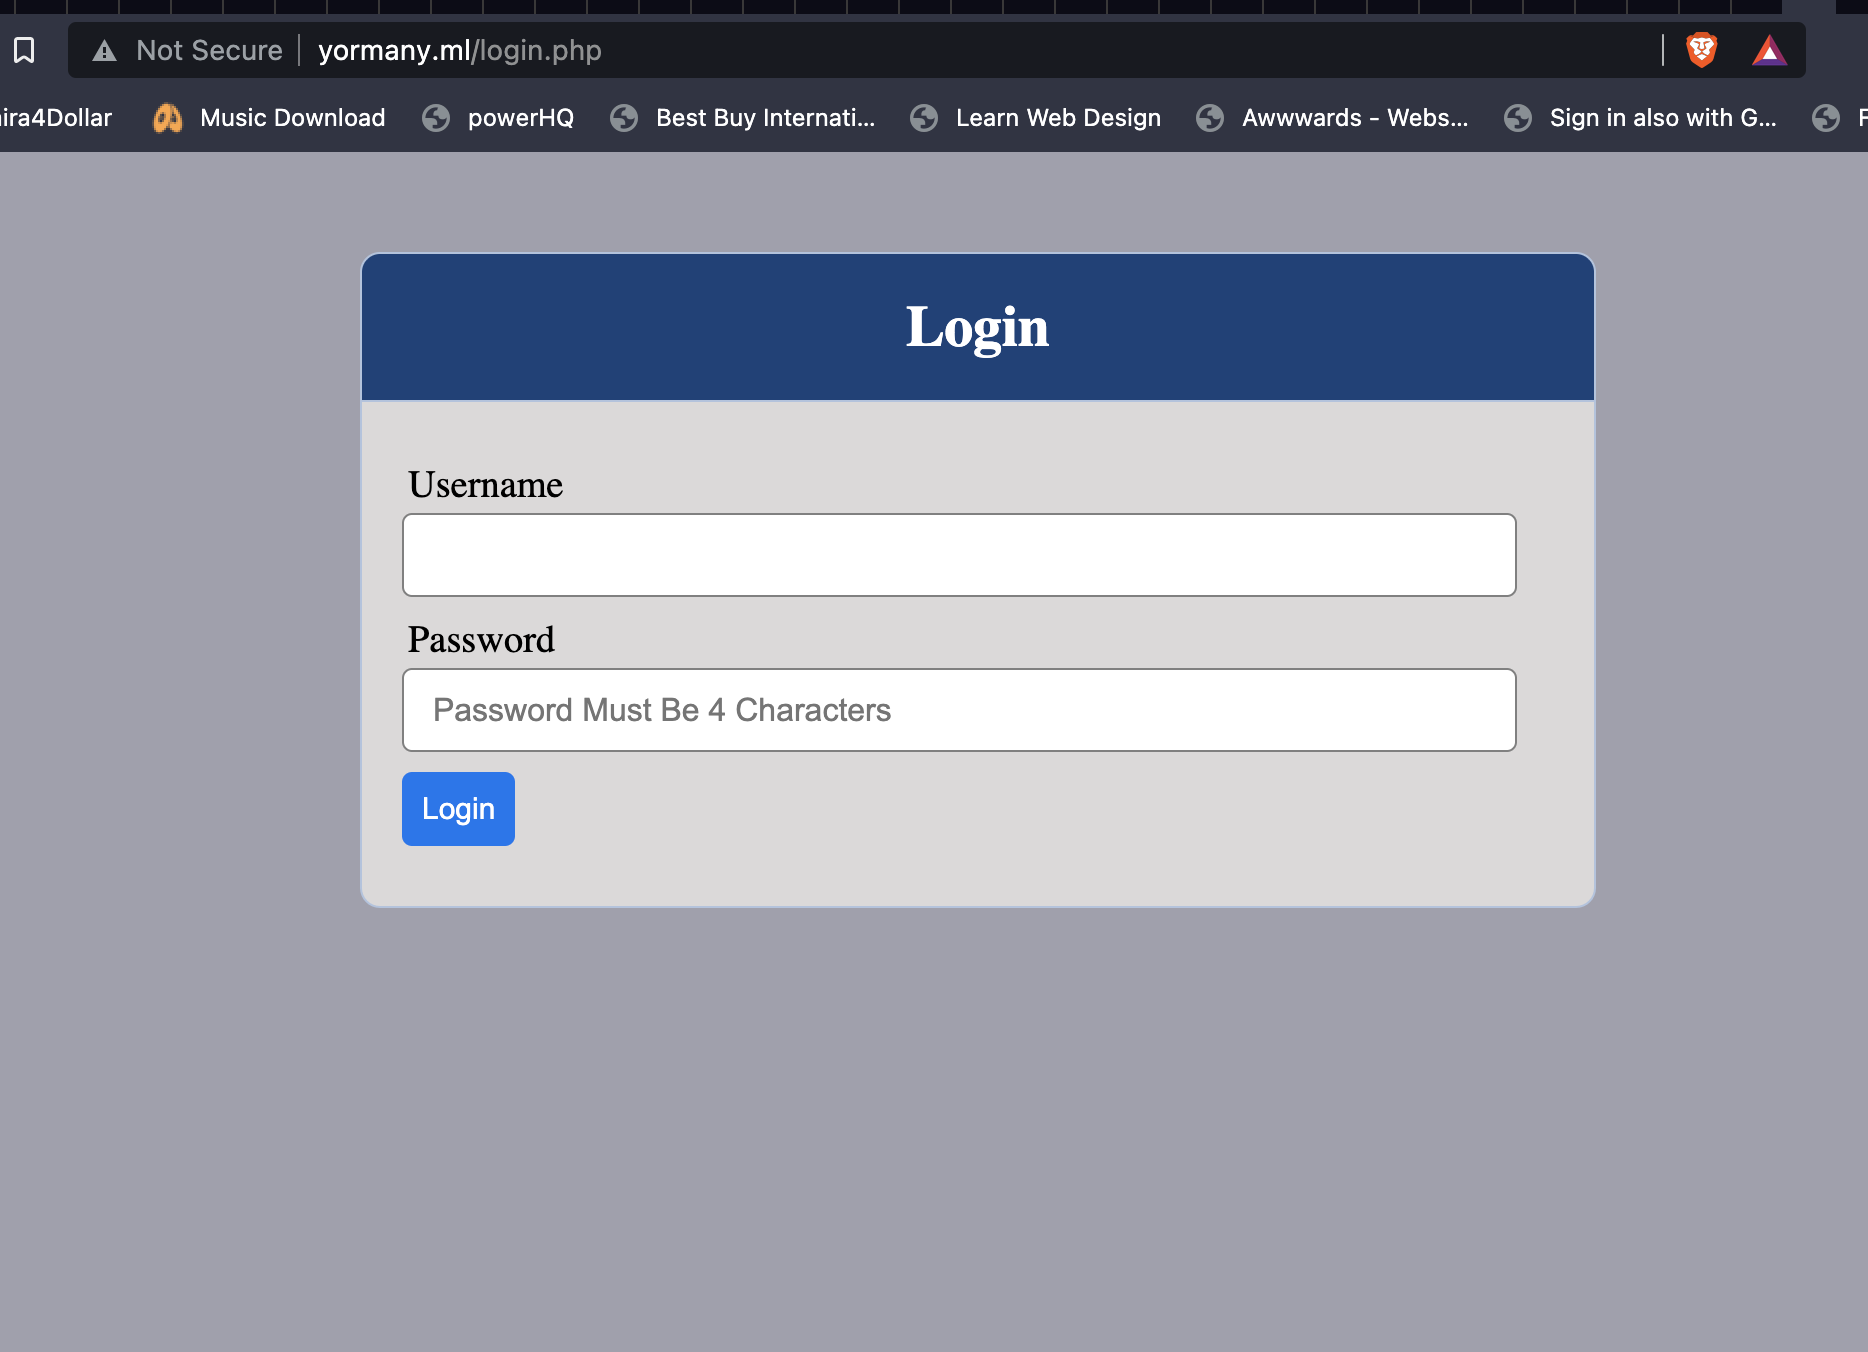 Not Secure yormany.ml/login.php
ira4Dollar Music Download powerHQ Best Buy Internati... Learn Web Design Awwwards - Webs... Sign in also with G... F
Login
Username
Password
Password Must Be 4 Characters
Login